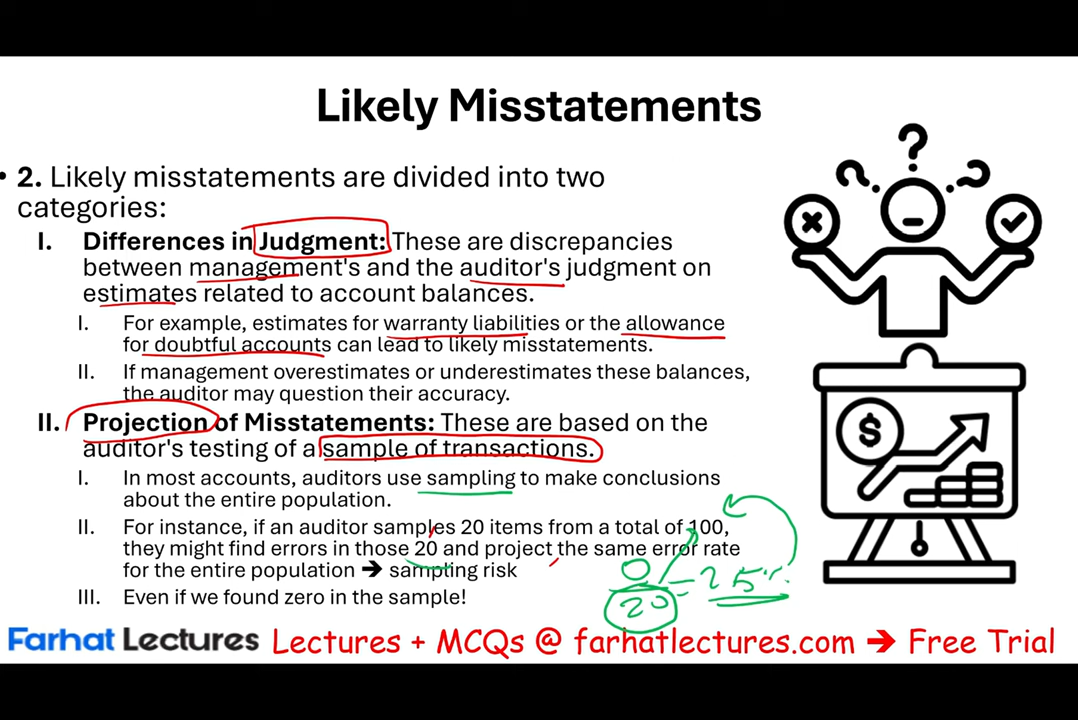 Likely Misstatements
• 2. Likely misstatements are divided into two
categories:
I. Differences in Judgment: These are discrepancies
between management's and the auditor's judgment on
estimates related to account balances.
I. For example, estimates for warranty liabilities or the allowance
for doubtful accounts can lead to likely misstatements.
II. If management overestimates or underestimates these balances,
the auditor may question their accuracy.
II. Projection of Misstatements: These are based on the
auditor's testing of a sample of transactions.
I. In most accounts, auditors use sampling to make conclusions
about the entire population.
II. For instance, if an auditor samples 20 items from a total of 100,
they might find errors in those 20 and project the same error rate
for the entire population → sampting risk
III. Even if we found zero in the sample!
0
20
= 25%
? ? ?
$
Farhat Lectures Lectures + MCQs @ farhatlectures.com → Free Trial